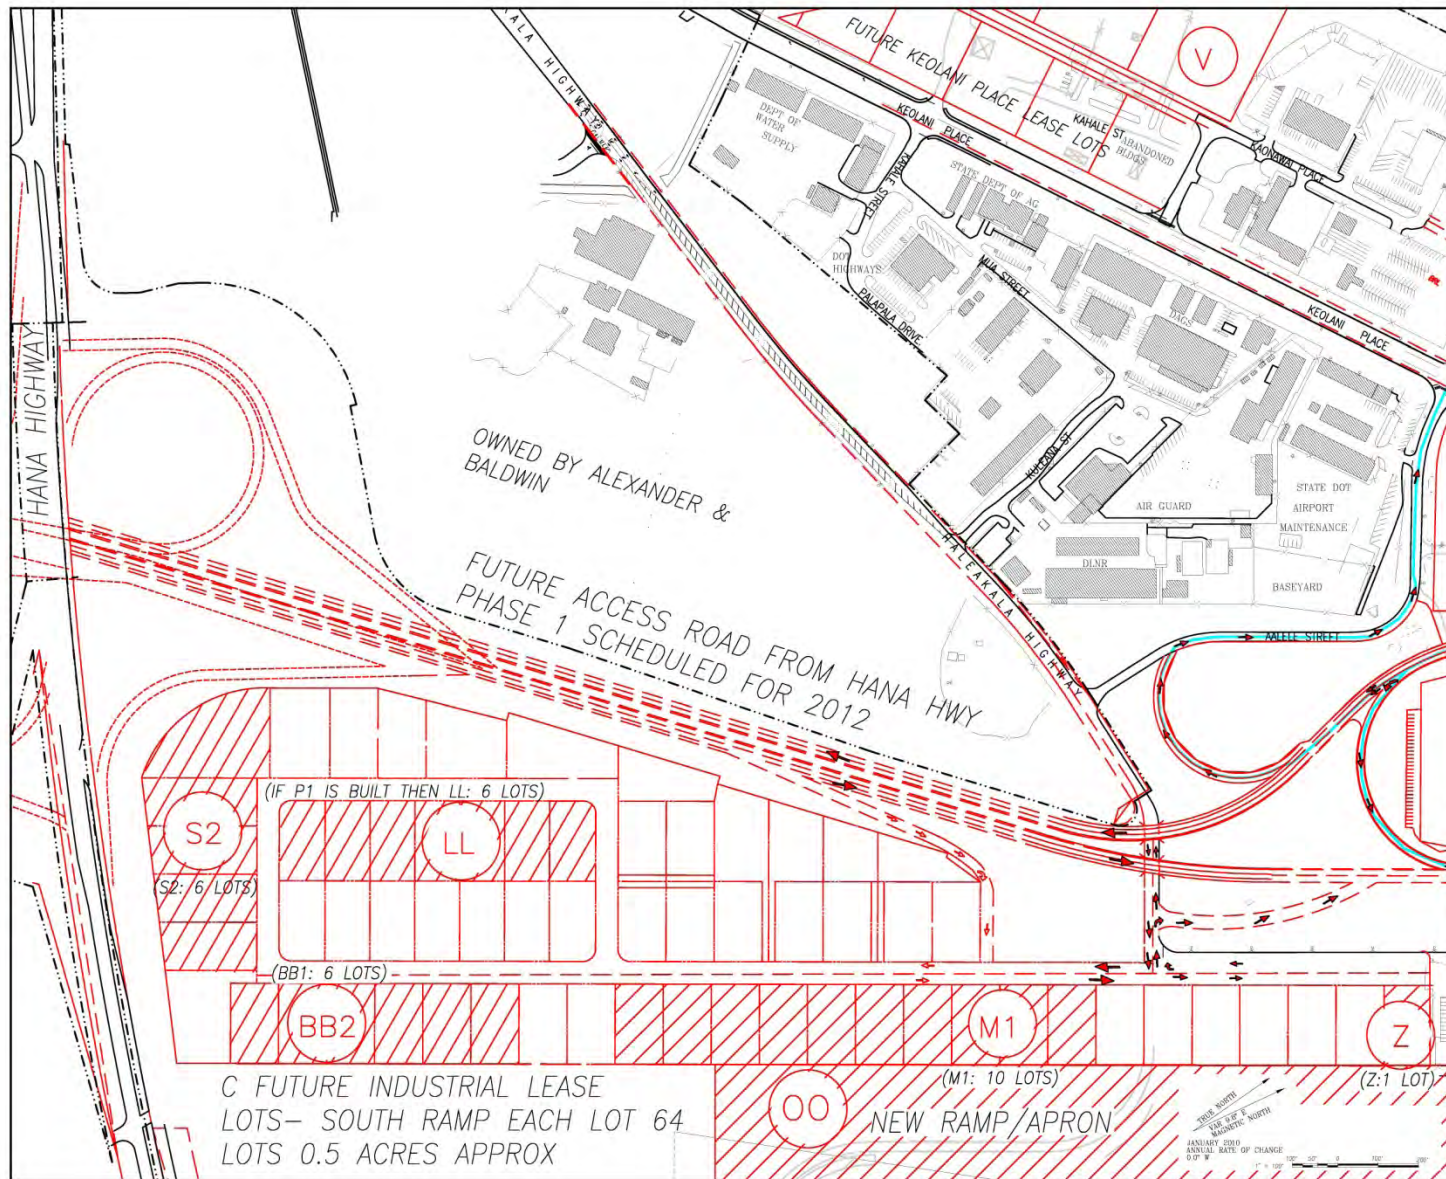 KALA HIGHWAY
FUTURE KEOLANI PLACE LEASE LOTS
V
DEPT OF
WATER
SUPPLY
KEOLANI PLACE
KAHALE ST
ABANDONED
BLDGS
KAONAWAI PLACE
KAHALE STREET
STATE DEPT OF AG
DOT
HIGHWAYS
PALAPALA DRIVE
MUA STREET
DAGS
KEOLANI PLACE
HANA HIGHWAY
OWNED BY ALEXANDER &
BALDWIN
KULEANA ST
AIR GUARD
STATE DOT
AIRPORT
MAINTENANCE
DLNR
BASEYARD
HALEAKALA HIGHWAY
AALELE STREET
FUTURE ACCESS ROAD FROM HANA HWY
PHASE 1 SCHEDULED FOR 2012
(IF P1 IS BUILT THEN LL: 6 LOTS)
S2
LL
(S2: 6 LOTS)
(BB1: 6 LOTS)
BB2
M1
Z
(M1: 10 LOTS)
(Z:1 LOT)
C FUTURE INDUSTRIAL LEASE
LOTS- SOUTH RAMP EACH LOT 64
LOTS 0.5 ACRES APPROX
OO
NEW RAMP/APRON
TRUE NORTH
MAGNETIC NORTH
JANUARY 2010
ANNUAL RATE OF CHANGE